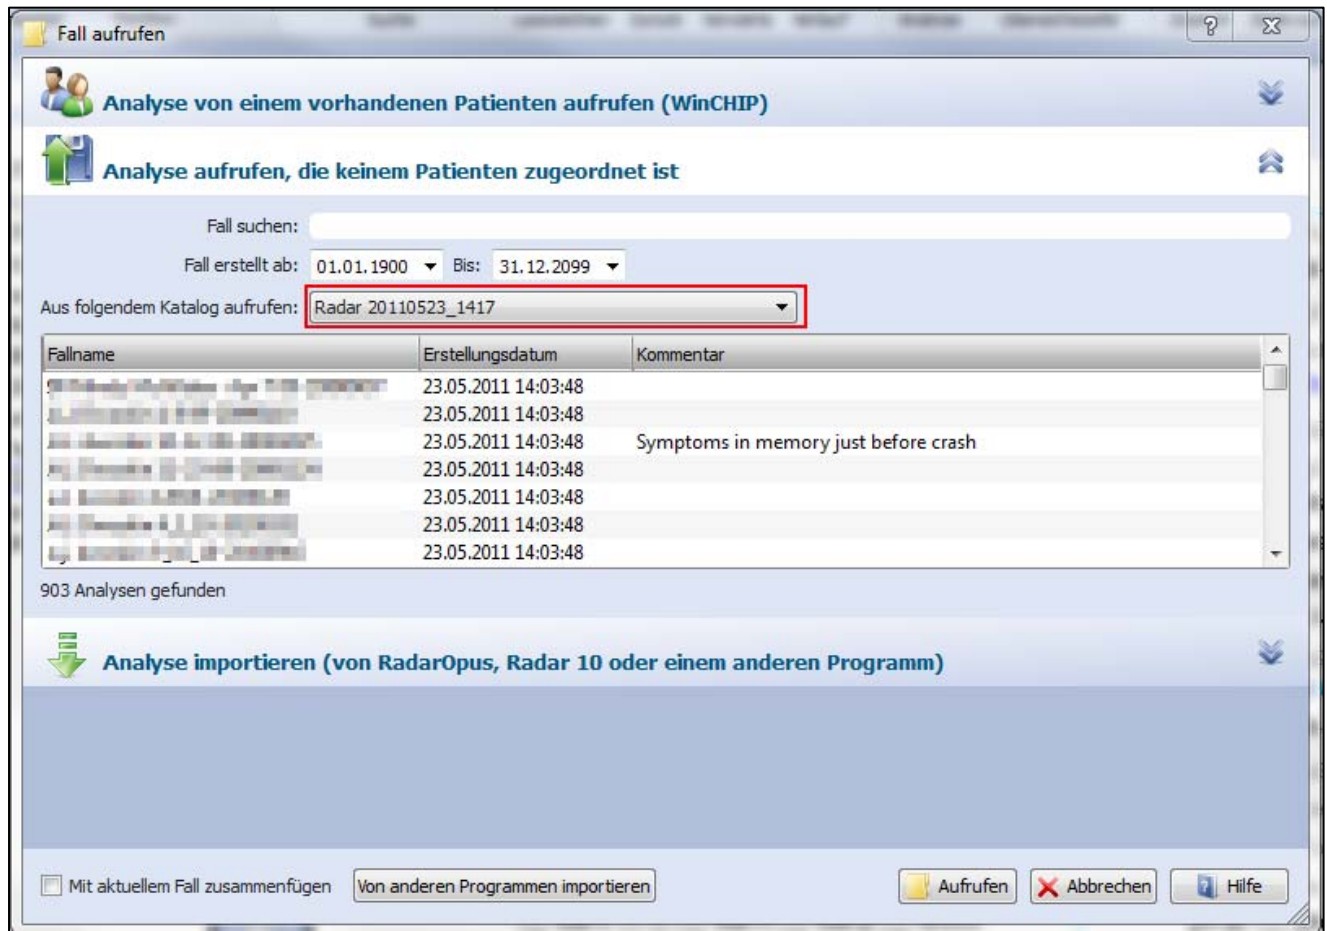 Fall aufrufen
Analyse von einem vorhandenen Patienten aufrufen (WinCHIP)
Analyse aufrufen, die keinem Patienten zugeordnet ist
Fall suchen:
Fall erstellt ab: 01.01.1900 Bis: 31.12.2099
Aus folgendem Katalog aufrufen: Radar 20110523_1417
Fallname Erstellungsdatum Kommentar
23.05.2011 14:03:48
23.05.2011 14:03:48
23.05.2011 14:03:48 Symptoms in memory just before crash
23.05.2011 14:03:48
23.05.2011 14:03:48
23.05.2011 14:03:48
23.05.2011 14:03:48
903 Analysen gefunden
Analyse importieren (von RadarOpus, Radar 10 oder einem anderen Programm)
Mit aktuellem Fall zusammenfügen Von anderen Programmen importieren Aufrufen Abbrechen Hilfe